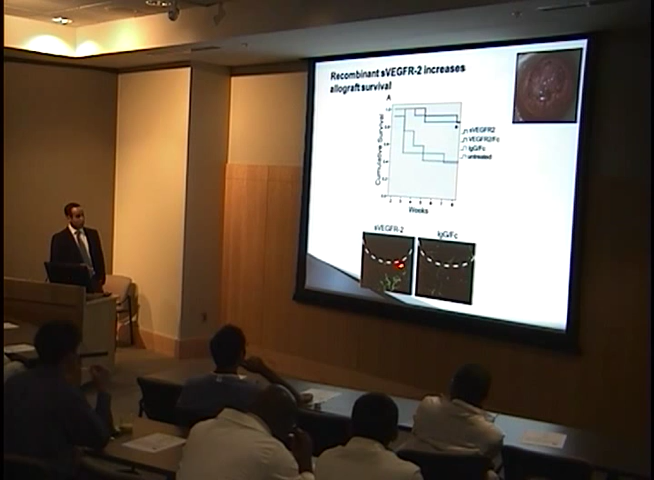 Recombinant sVEGFR-2 increases
allograft survival
A
Cumulative Survival
sVEGFR2
VEGFR2/Fc
IgG/Fc
untreated
Weeks
sVEGFR-2
IgG/Fc